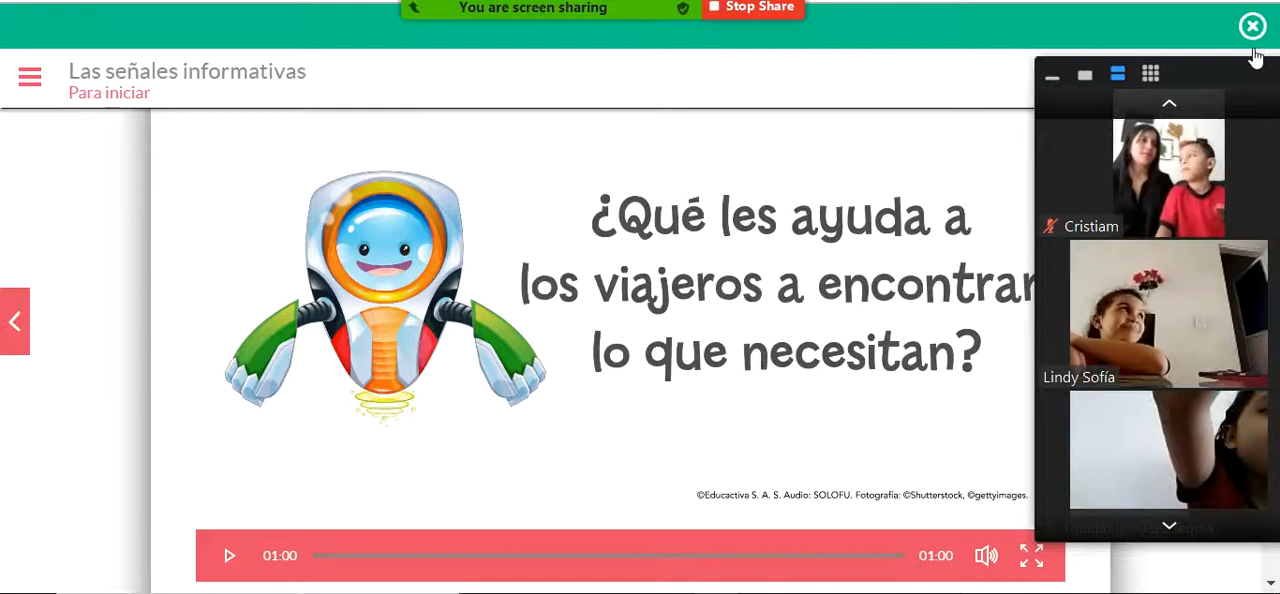 You are screen sharing
Stop Share
Las señales informativas
Para iniciar
¿Qué les ayuda a
los viajeros a encontrar
lo que necesitan?
©Educactiva S. A. S. Audio: SOLOFU. Fotografía: ©Shutterstock, ©gettyimages.
01:00
01:00
Cristiam
Lindy Sofía